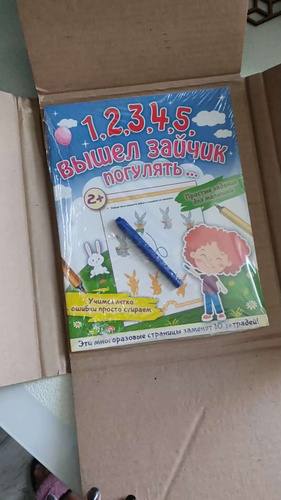 1,2,3,4,5,
вышел зайчик
погулять...
2+
Учимся легко
ошибки просто стираем
Эти многоразовые страницы заменят 10 тетрадей!